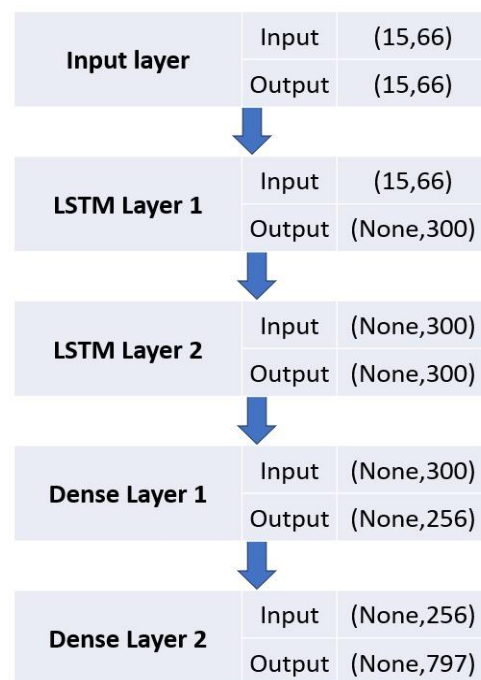 Input layer
Input (15,66)
Output (15,66)
LSTM Layer 1
Input (15,66)
Output (None,300)
LSTM Layer 2
Input (None,300)
Output (None,300)
Dense Layer 1
Input (None,300)
Output (None,256)
Dense Layer 2
Input (None,256)
Output (None,797)